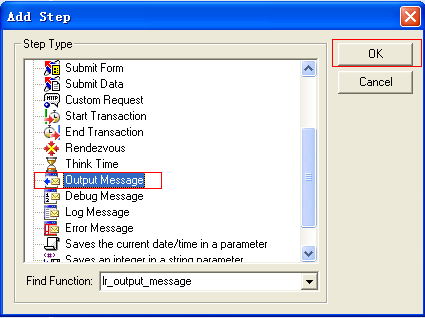 Add Step
Step Type
Submit Form
Submit Data
Custom Request
Start Transaction
End Transaction
Rendezvous
Think Time
Output Message
Debug Message
Log Message
Error Message
Saves the current date/time in a parameter
Saves an integer in a string parameter
Find Function: lr_output_message
OK
Cancel